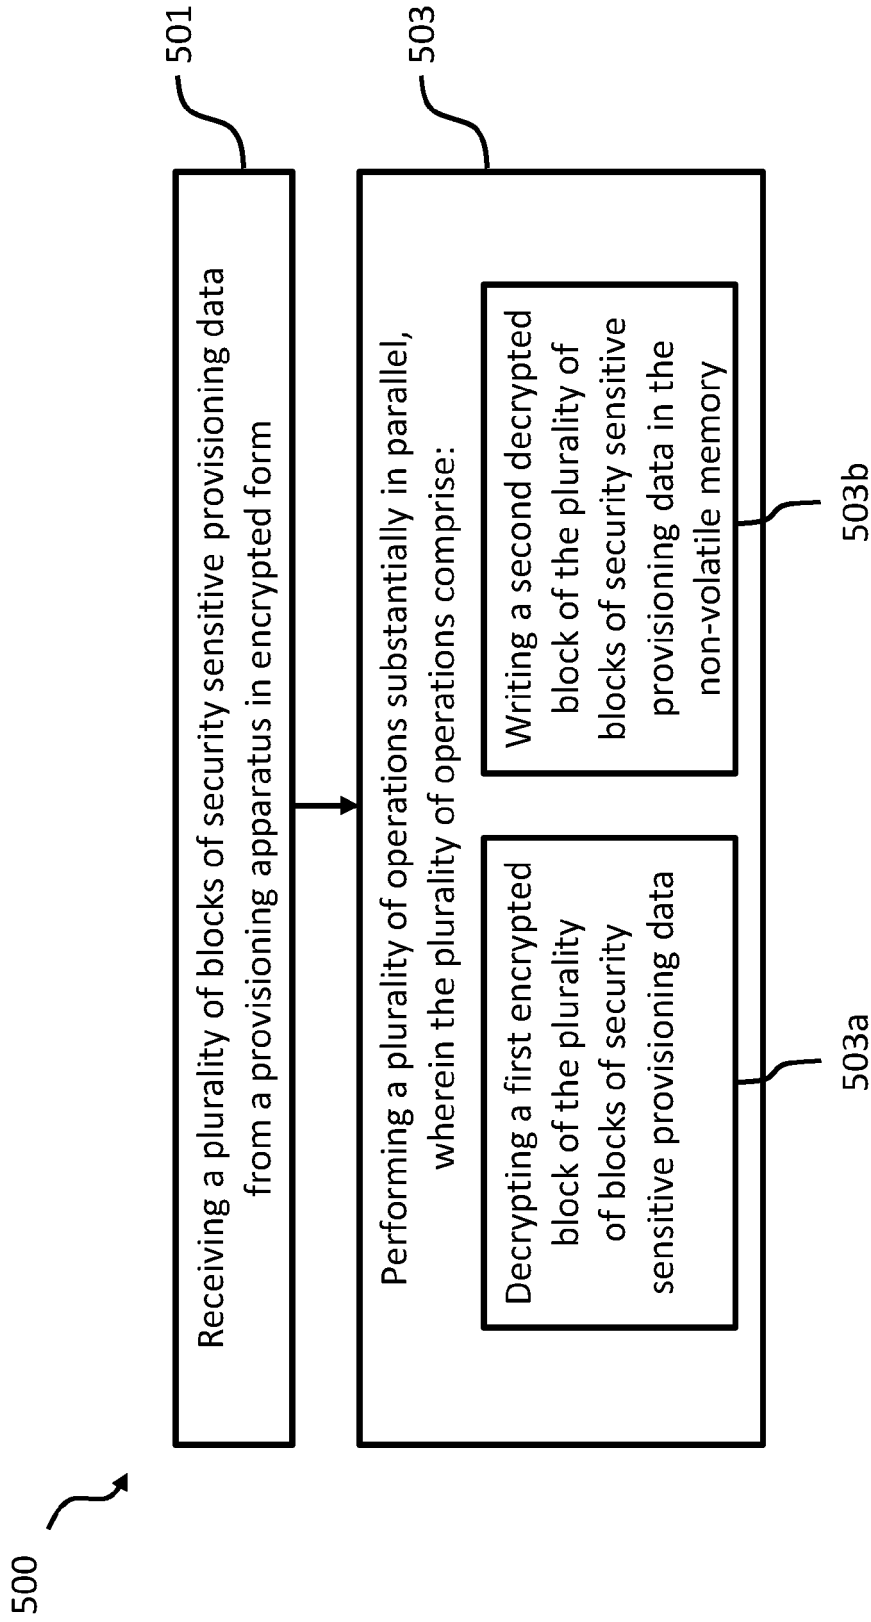 500
501
Receiving a plurality of blocks of security sensitive provisioning data
from a provisioning apparatus in encrypted form
503
Performing a plurality of operations substantially in parallel,
wherein the plurality of operations comprise:
Decrypting a first encrypted
block of the plurality
of blocks of security
sensitive provisioning data
503a
Writing a second decrypted
block of the plurality of
blocks of security sensitive
provisioning data in the
non-volatile memory
503b